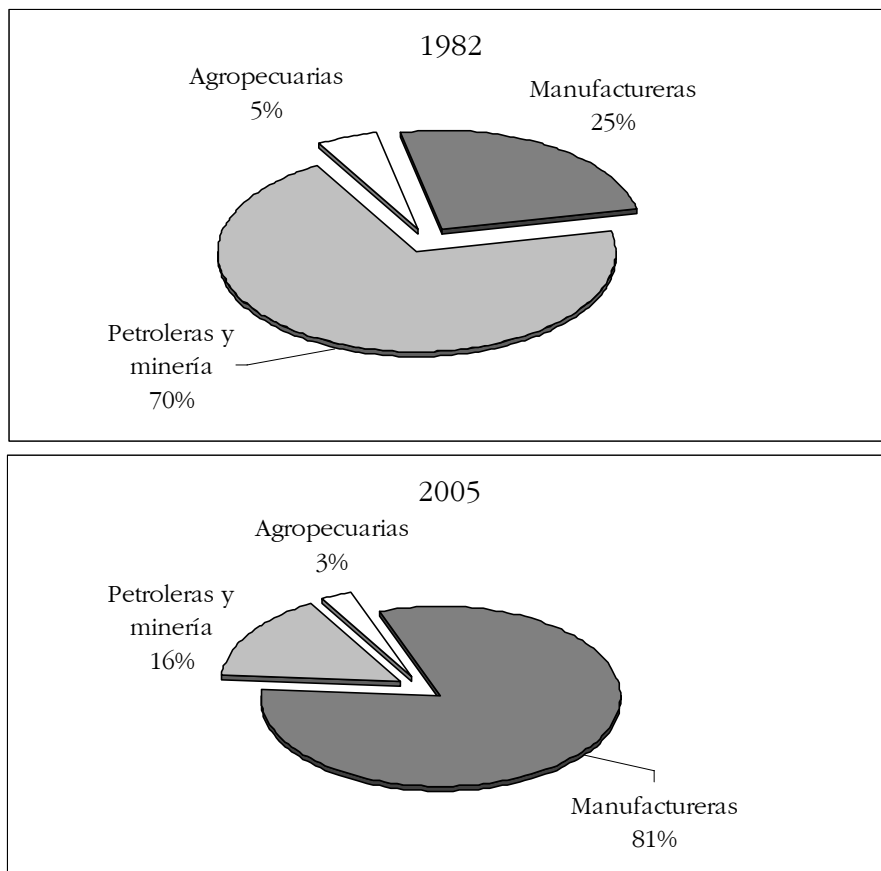 1982
Agropecuarias
5%
Manufactureras
25%
Petroleras y
minería
70%
2005
Agropecuarias
3%
Petroleras y
minería
16%
Manufactureras
81%